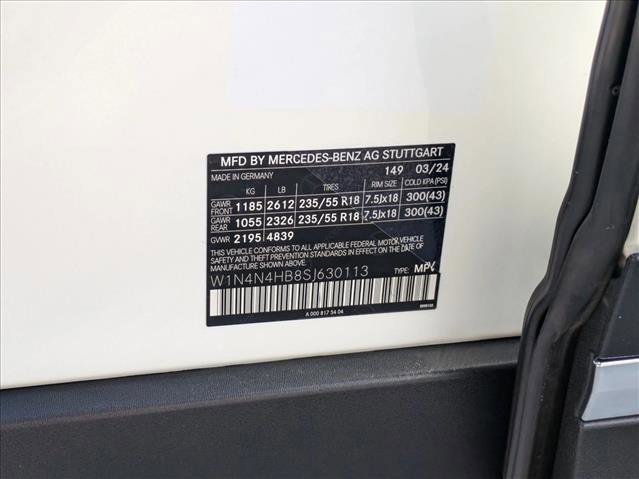 MFD BY MERCEDES-BENZ AG STUTTGART
MADE IN GERMANY 149 03/24
KG LB TIRES RIM SIZE COLD KPA (PSI)
GAWR FRONT 1185 2612 235/55 R18 7.5Jx18 300(43)
GAWR REAR 1055 2326 235/55 R18 7.5Jx18 300(43)
GVWR 2195 4839
THIS VEHICLE CONFORMS TO ALL APPLICABLE FEDERAL MOTOR
VEHICLE SAFETY, BUMPER, AND THEFT PREVENTION STANDARDS
IN EFFECT ON THE DATE OF MANUFACTURE SHOWN ABOVE.
W1N4N4HB8SJ630113 TYPE: MPV
A 000 817 54 04